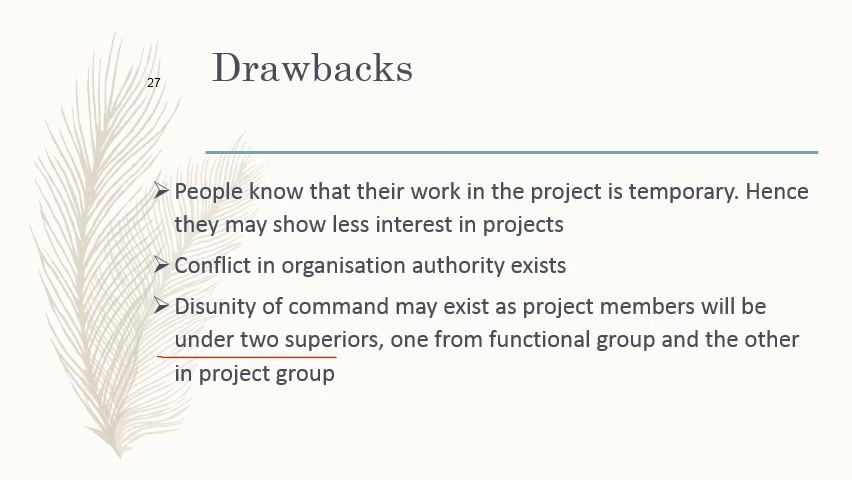 Drawbacks
27
➢People know that their work in the project is temporary. Hence
they may show less interest in projects
➢Conflict in organisation authority exists
➢Disunity of command may exist as project members will be
under two superiors, one from functional group and the other
in project group